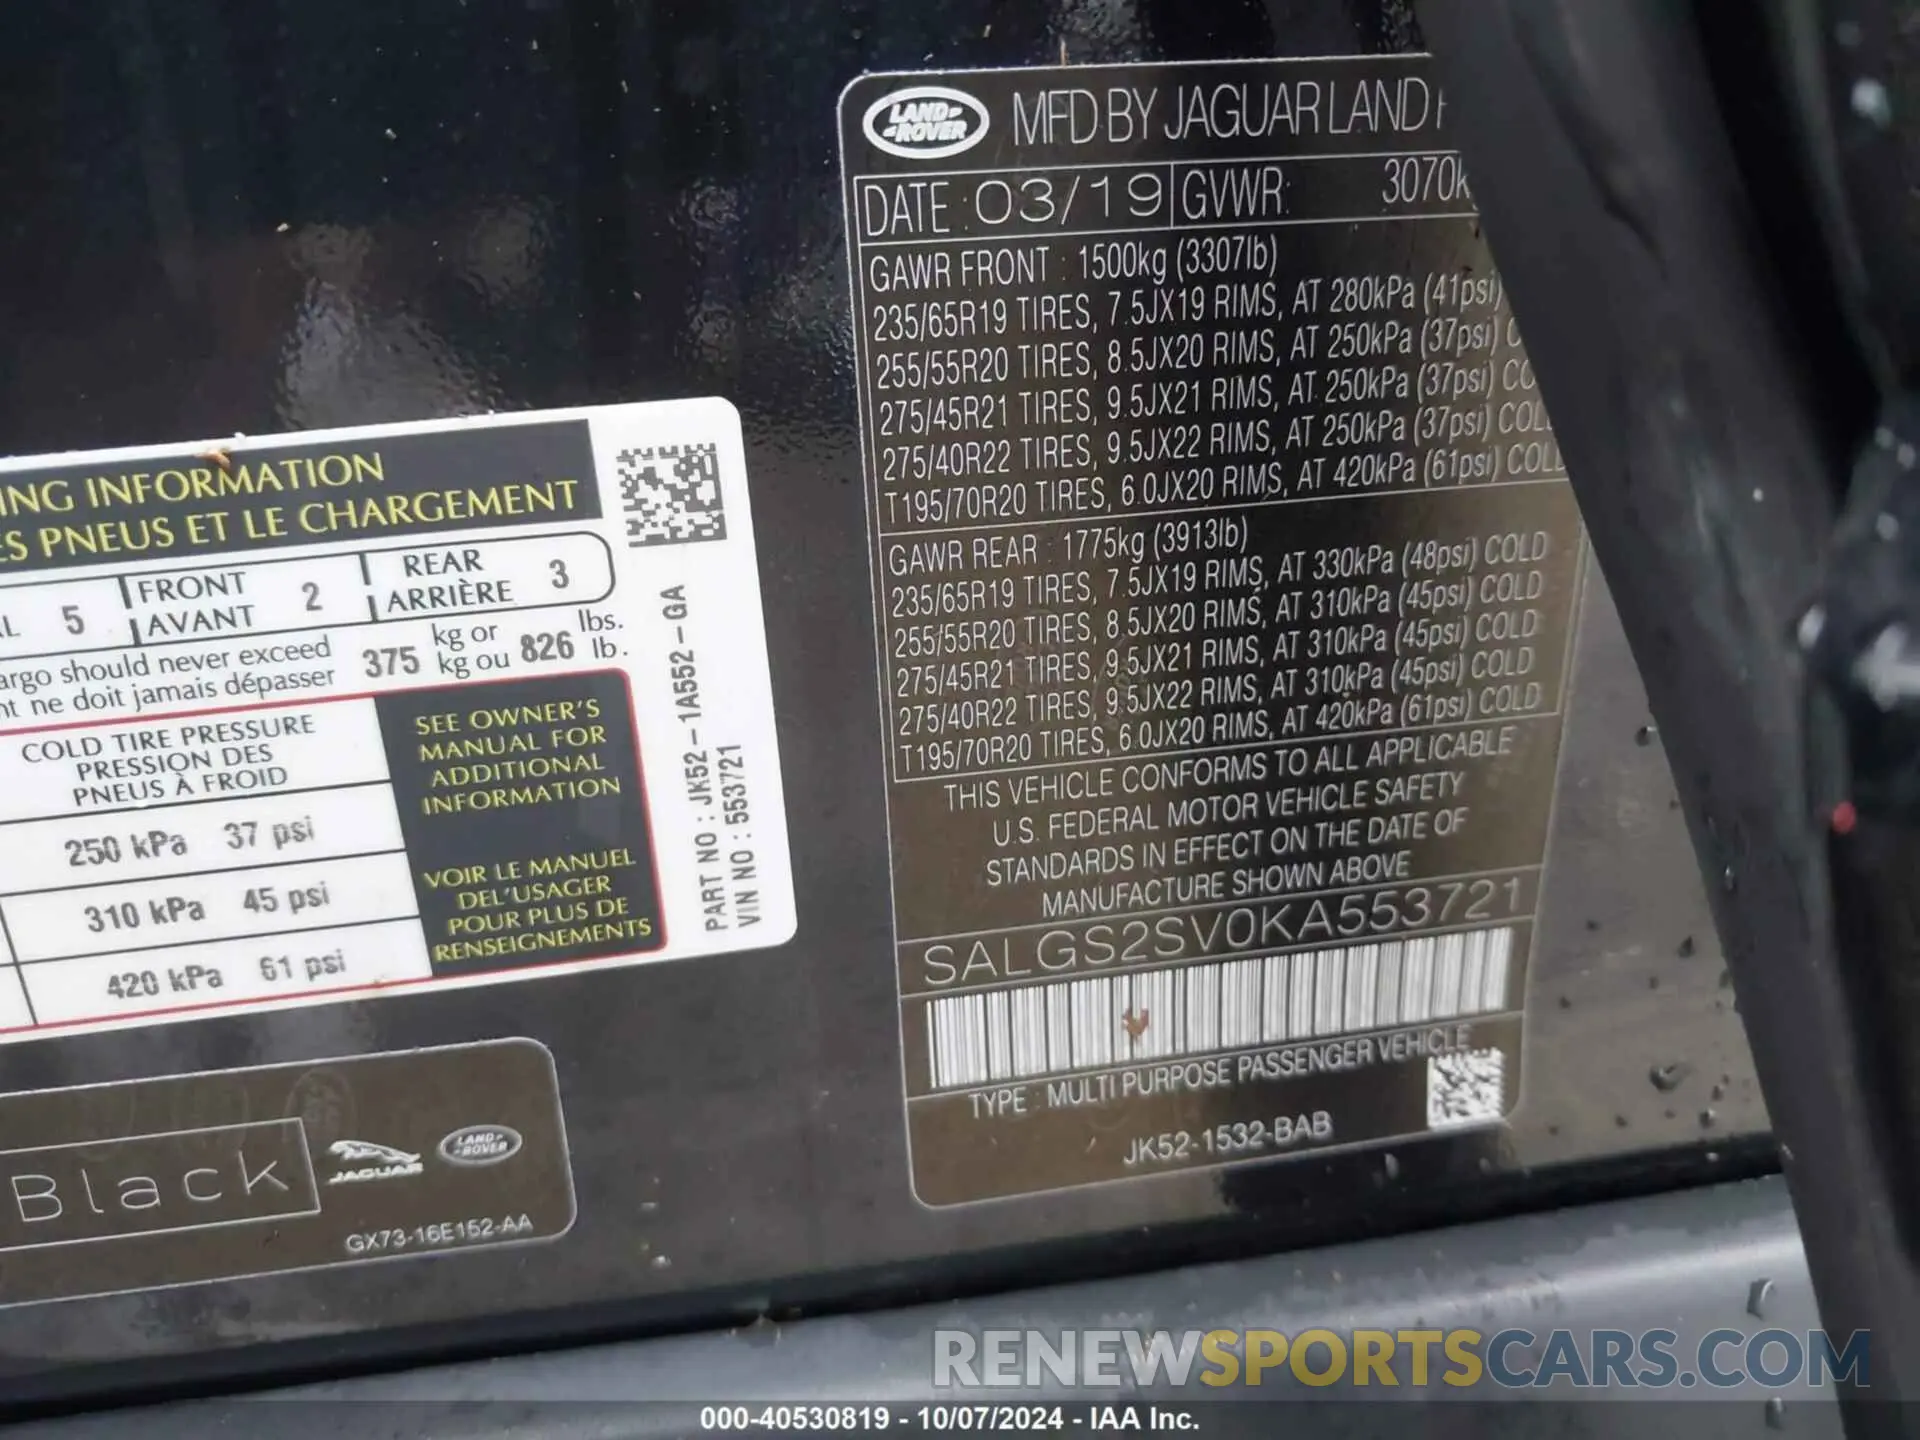 ING INFORMATION
ES PNEUS ET LE CHARGEMENT
5
FRONT
AVANT 2
REAR
ARRIÈRE 3
should never exceed 375 kg or 826 lbs.
ne doit jamais dépasser kg ou lb.
COLD TIRE PRESSURE
PRESSION DES
PNEUS À FROID
250 kPa 37 psi
310 kPa 45 psi
420 kPa 61 psi
SEE OWNER'S
MANUAL FOR
ADDITIONAL
INFORMATION
VOIR LE MANUEL
DEL'USAGER
POUR PLUS DE
RENSEIGNEMENTS
PART NO : JK52-1A552-GA
VIN NO : 553721
Black
JAGUAR
LAND ROVER
GX73-16E152-AA
LAND ROVER
MFD BY JAGUAR LAND
DATE : 03/19 GVWR: 3070k
GAWR FRONT : 1500kg (3307lb)
235/65R19 TIRES, 7.5JX19 RIMS, AT 280kPa (41psi)
255/55R20 TIRES, 8.5JX20 RIMS, AT 250kPa (37psi) C
275/45R21 TIRES, 9.5JX21 RIMS, AT 250kPa (37psi) CO
275/40R22 TIRES, 9.5JX22 RIMS, AT 250kPa (37psi) COL
T195/70R20 TIRES, 6.0JX20 RIMS, AT 420kPa (61psi) COL
GAWR REAR : 1775kg (3913lb)
235/65R19 TIRES, 7.5JX19 RIMS, AT 330kPa (48psi) COLD
255/55R20 TIRES, 8.5JX20 RIMS, AT 310kPa (45psi) COLD
275/45R21 TIRES, 9.5JX21 RIMS, AT 310kPa (45psi) COLD
275/40R22 TIRES, 9.5JX22 RIMS, AT 310kPa (45psi) COLD
T195/70R20 TIRES, 6.0JX20 RIMS, AT 420kPa (61psi) COLD
THIS VEHICLE CONFORMS TO ALL APPLICABLE
U.S. FEDERAL MOTOR VEHICLE SAFETY
STANDARDS IN EFFECT ON THE DATE OF
MANUFACTURE SHOWN ABOVE
SALGS2SV0KA553721
TYPE : MULTI PURPOSE PASSENGER VEHICLE
JK52-1532-BAB
RENEWSPORTSCARS.COM
000-40530819 - 10/07/2024 - IAA Inc.